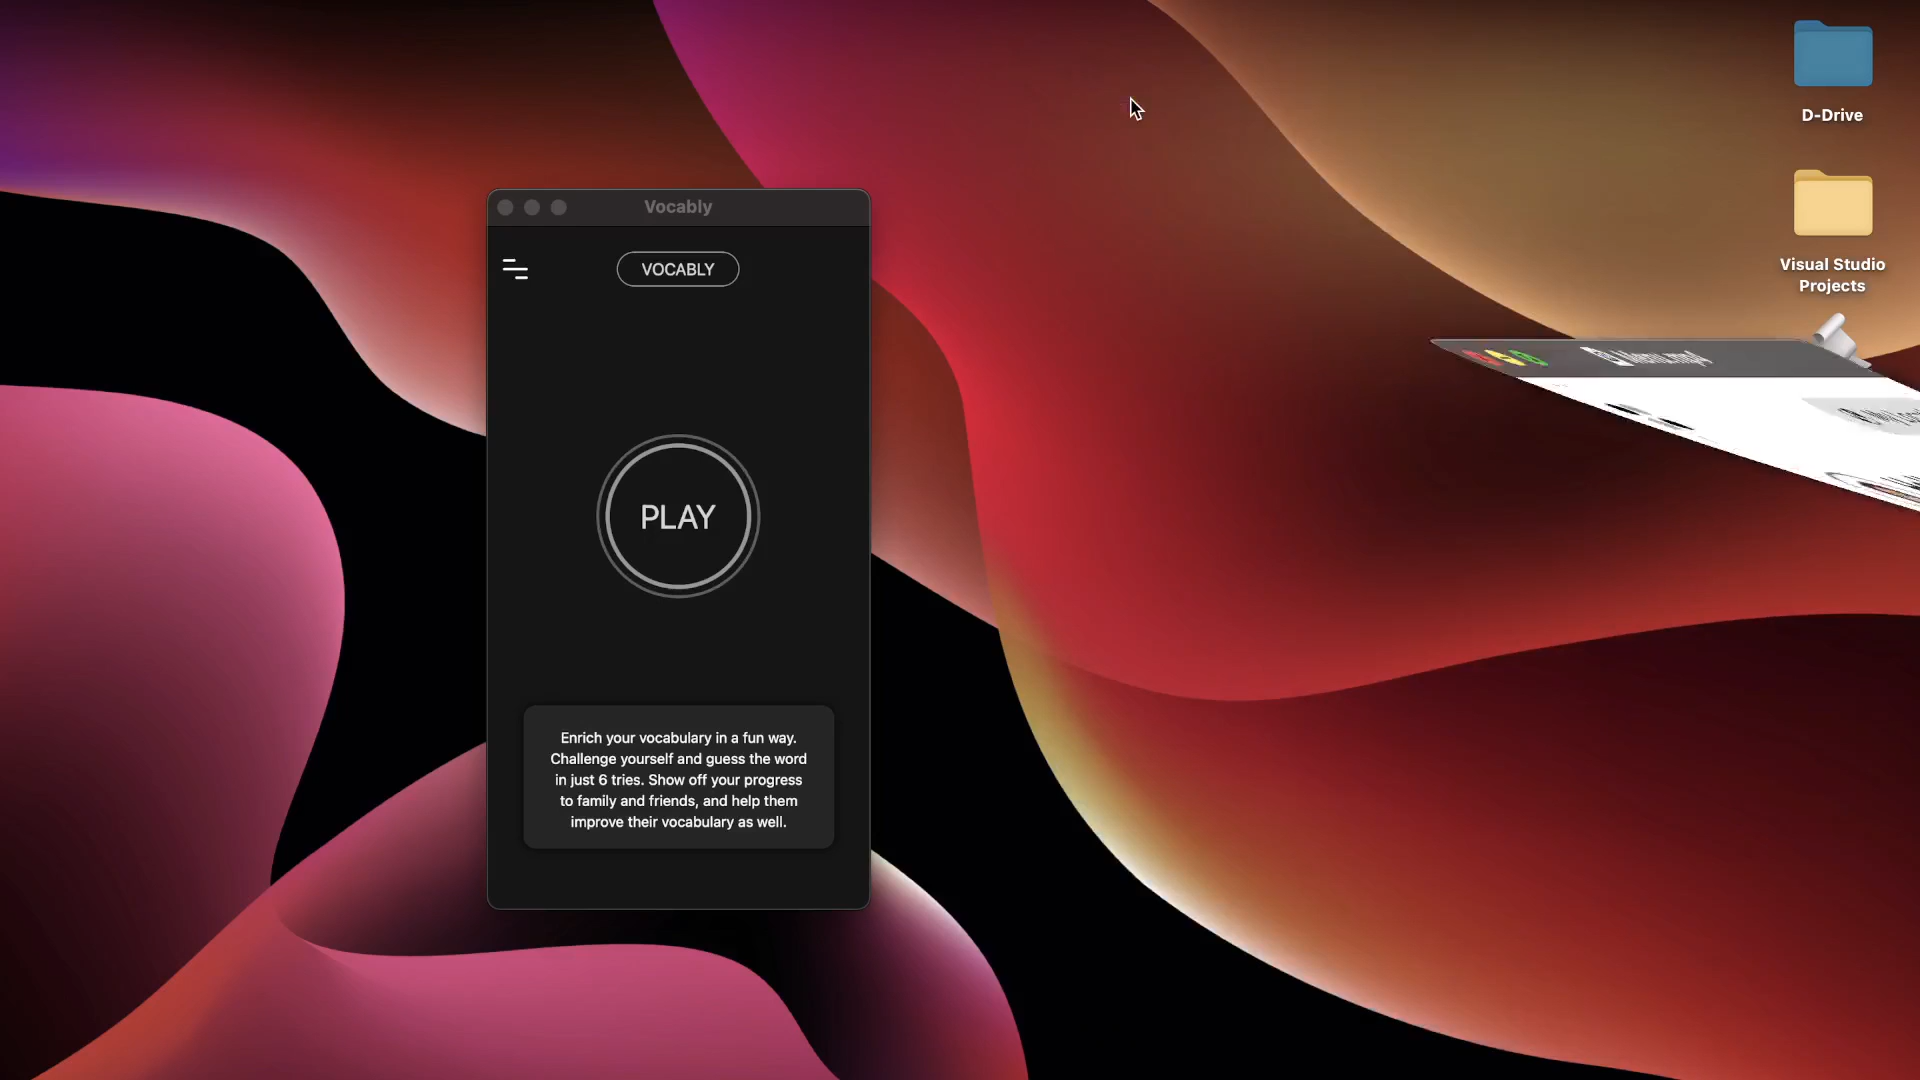 D-Drive
Visual Studio
Projects
Vocably
VOCABLY
PLAY
Enrich your vocabulary in a fun way.
Challenge yourself and guess the word
in just 6 tries. Show off your progress
to family and friends, and help them
improve their vocabulary as well.